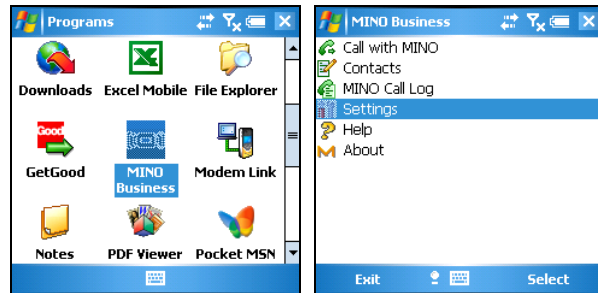 Programs
Downloads Excel Mobile File Explorer
Good
GetGood MINO Business Modem Link
Notes PDF Viewer Pocket MSN
MINO Business
Call with MINO
Contacts
MINO Call Log
Settings
Help
About
Exit Select